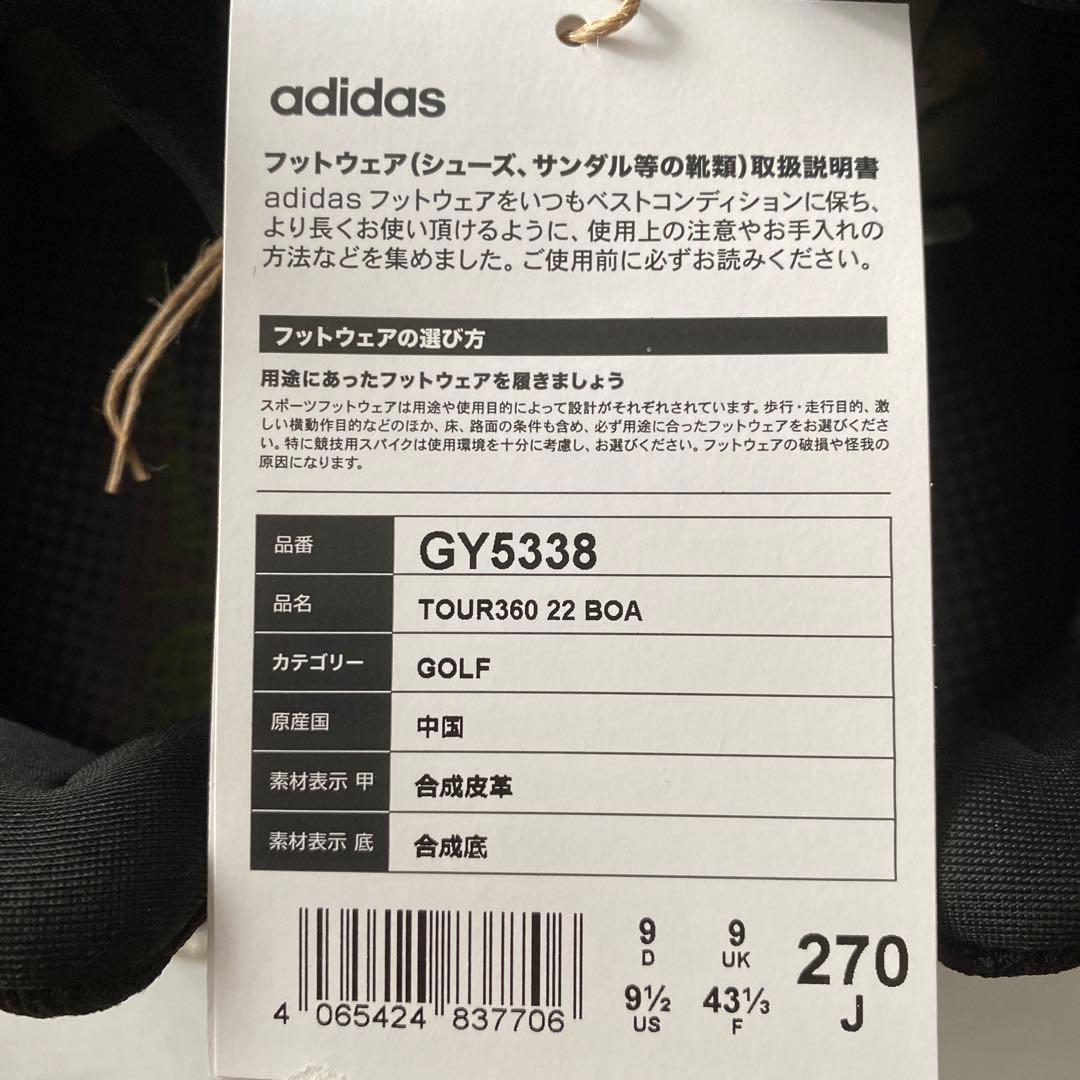 adidas
フットウェア(シューズ、サンダル等の靴類)取扱説明書
adidas フットウェアをいつもベストコンディションに保ち、
より長くお使い頂けるように、使用上の注意やお手入れの
方法などを集めました。ご使用前に必ずお読みください。
フットウェアの選び方
用途にあったフットウェアを履きましょう
スポーツフットウェアは用途や使用目的によって設計がそれぞれされています。歩行・走行目的、激
しい横動作目的などのほか、床、路面の条件も含め、必ず用途に合ったフットウェアをお選びくださ
い。特に競技用スパイクは使用環境を十分に考慮し、お選びください。フットウェアの破損や怪我の
原因になります。
品番 GY5338
品名 TOUR360 22 BOA
カテゴリー GOLF
原産国 中国
素材表示 甲 合成皮革
素材表示 底 合成底
4 065424 837706
9 D 9 UK
9½ US 43⅓ F
270 J